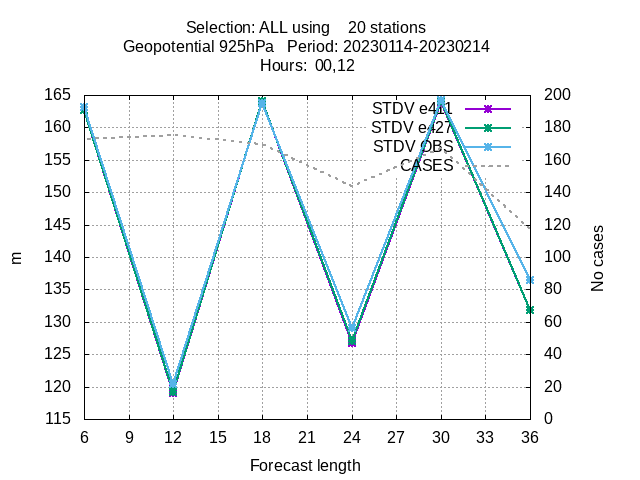 Selection: ALL using    20 stations
Geopotential 925hPa   Period: 20230114-20230214
Hours:  00,12
165
160
155
150
145
140
135
130
125
120
115
m
200
180
160
140
120
100
80
60
40
20
0
No cases
STDV e411
STDV e427
STDV OBS
CASES
6 9 12 15 18 21 24 27 30 33 36
Forecast length